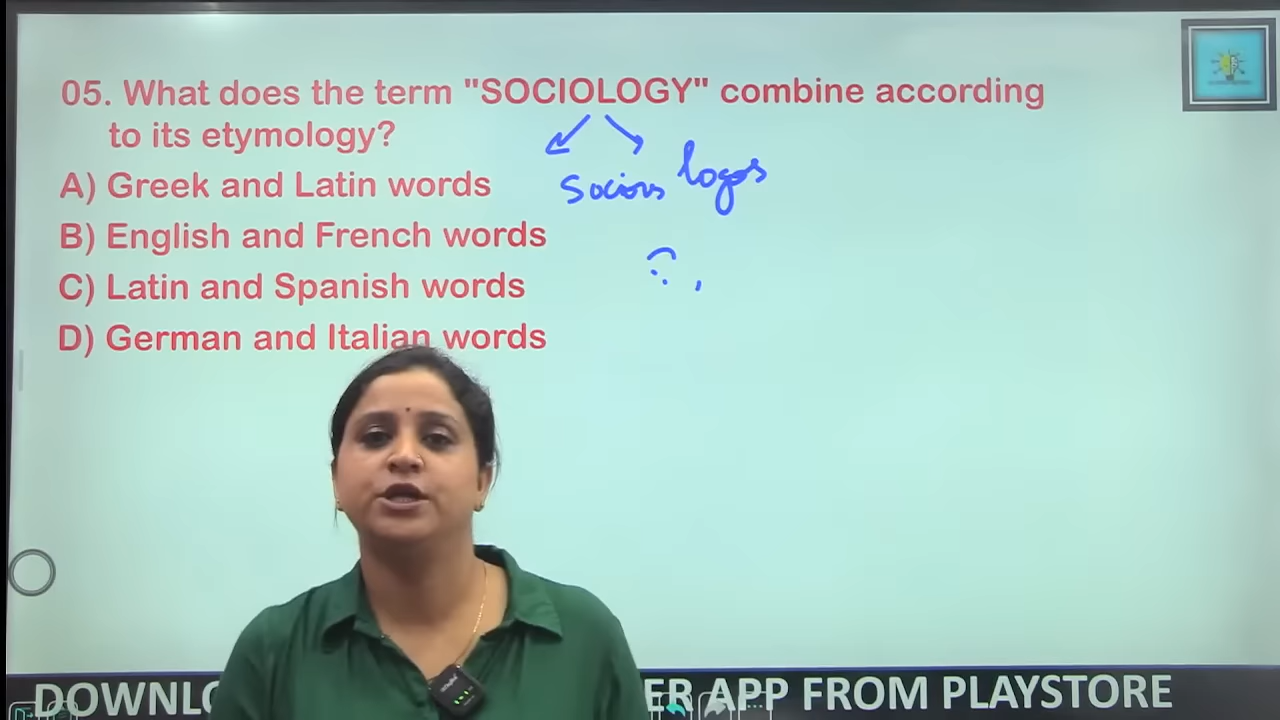 05. What does the term "SOCIOLOGY" combine according
to its etymology?
A) Greek and Latin words
Socius logos
B) English and French words
C) Latin and Spanish words
D) German and Italian words
DOWNLO ER APP FROM PLAYSTORE